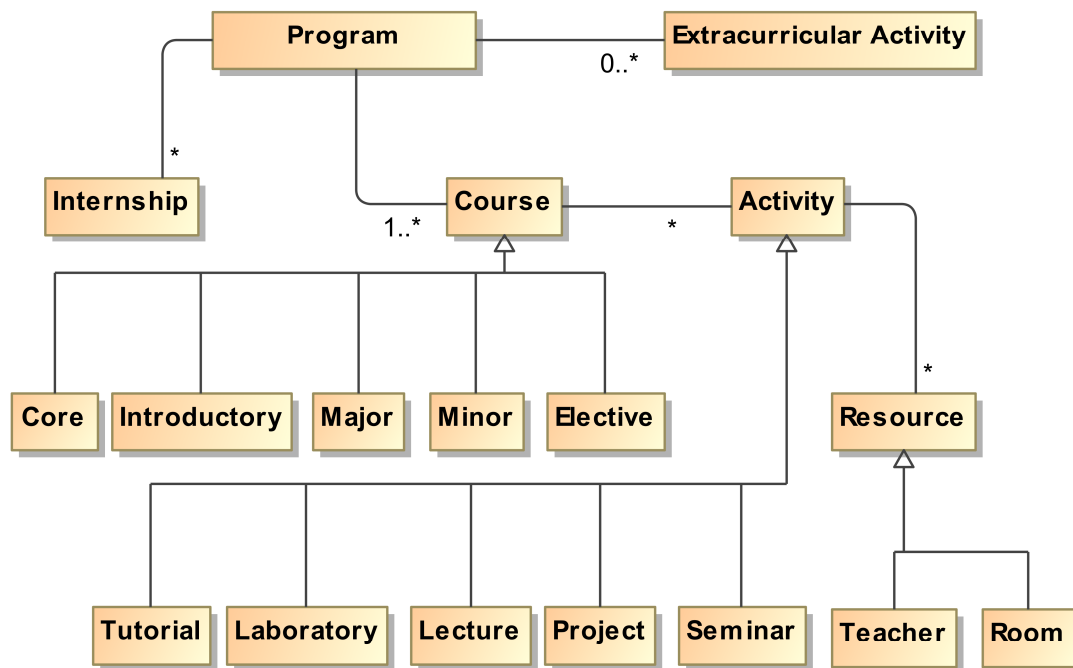 Program
Extracurricular Activity
0..*
*
Internship
Course
Activity
1..*
*
*
Core
Introductory
Major
Minor
Elective
Resource
Tutorial
Laboratory
Lecture
Project
Seminar
Teacher
Room